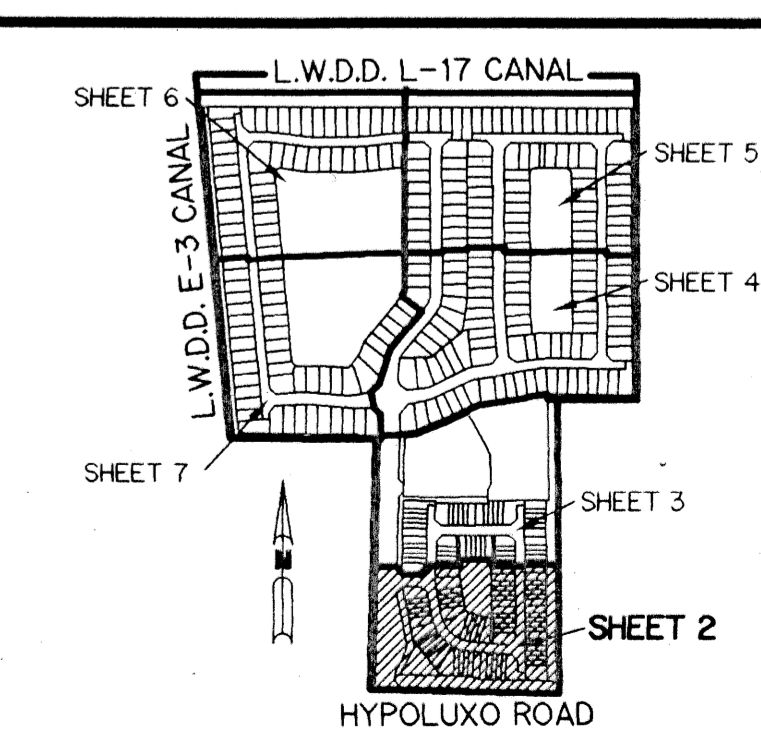 L.W.D.D. L-17 CANAL
SHEET 6
SHEET 5
L.W.D.D. E-3 CANAL
SHEET 4
SHEET 7
SHEET 3
N
SHEET 2
HYPOLUXO ROAD